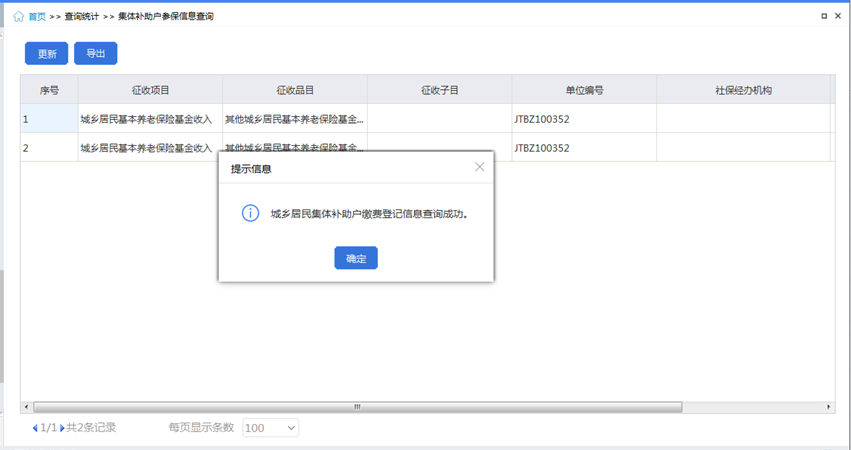 首页 >> 查询统计 >> 集体补助户参保信息查询
更新 导出
序号 征收项目 征收品目 征收子目 单位编号 社保经办机构
1 城乡居民基本养老保险基金收入 其他城乡居民基本养老保险基金... JTBZ100352
2 城乡居民基本养老保险基金收入 其他城乡居民基本养老保险基金... JTBZ100352
提示信息
城乡居民集体补助户缴费登记信息查询成功。
确定
1/1 共2条记录 每页显示条数 100